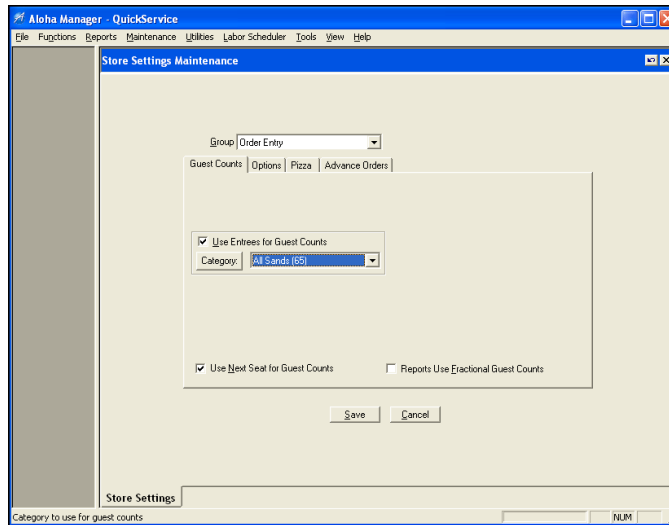 Aloha Manager - QuickService
File Functions Reports Maintenance Utilities Labor Scheduler Tools View Help
Store Settings Maintenance
Group Order Entry
Guest Counts Options Pizza Advance Orders
Use Entrees for Guest Counts
Category: All Sands (65)
Use Next Seat for Guest Counts Reports Use Fractional Guest Counts
Save Cancel
Store Settings
Category to use for guest counts NUM